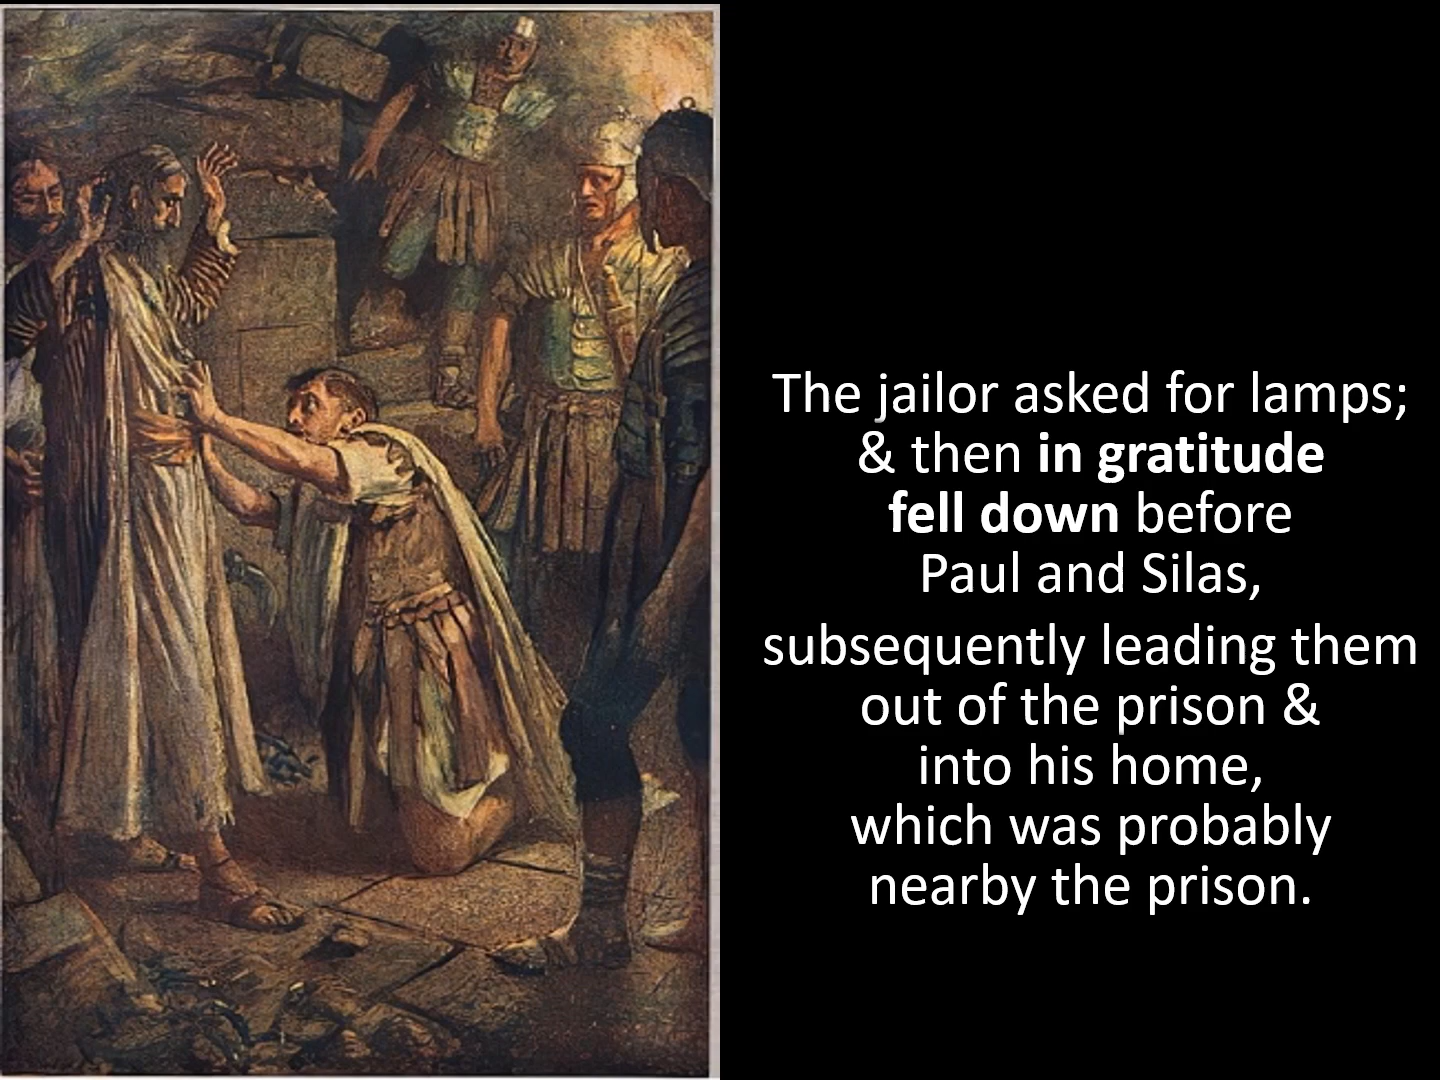 The jailor asked for lamps;
& then in gratitude
fell down before
Paul and Silas,
subsequently leading them
out of the prison &
into his home,
which was probably
nearby the prison.